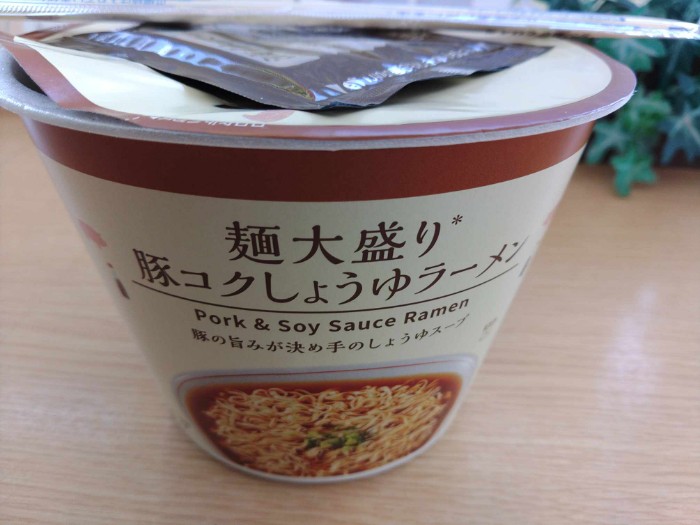 麺大盛り*
豚コクしょうゆラーメン
Pork & Soy Sauce Ramen
豚の旨みが決め手のしょうゆスープ